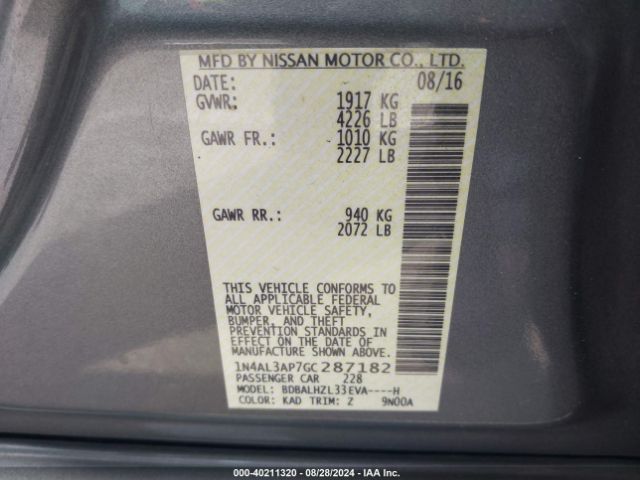 MFD BY NISSAN MOTOR CO., LTD.
DATE: 08/16
GVWR: 1917 KG
4226 LB
GAWR FR.: 1010 KG
2227 LB
GAWR RR.: 940 KG
2072 LB
THIS VEHICLE CONFORMS TO
ALL APPLICABLE FEDERAL
MOTOR VEHICLE SAFETY,
BUMPER, AND THEFT
PREVENTION STANDARDS IN
EFFECT ON THE DATE OF
MANUFACTURE SHOWN ABOVE.
1N4AL3AP7GC287182
PASSENGER CAR 228
MODEL: BDBALHZL33EVA----H
COLOR: KAD TRIM: Z 9N00A
000-40211320 | 08/28/2024 | IAA Inc.